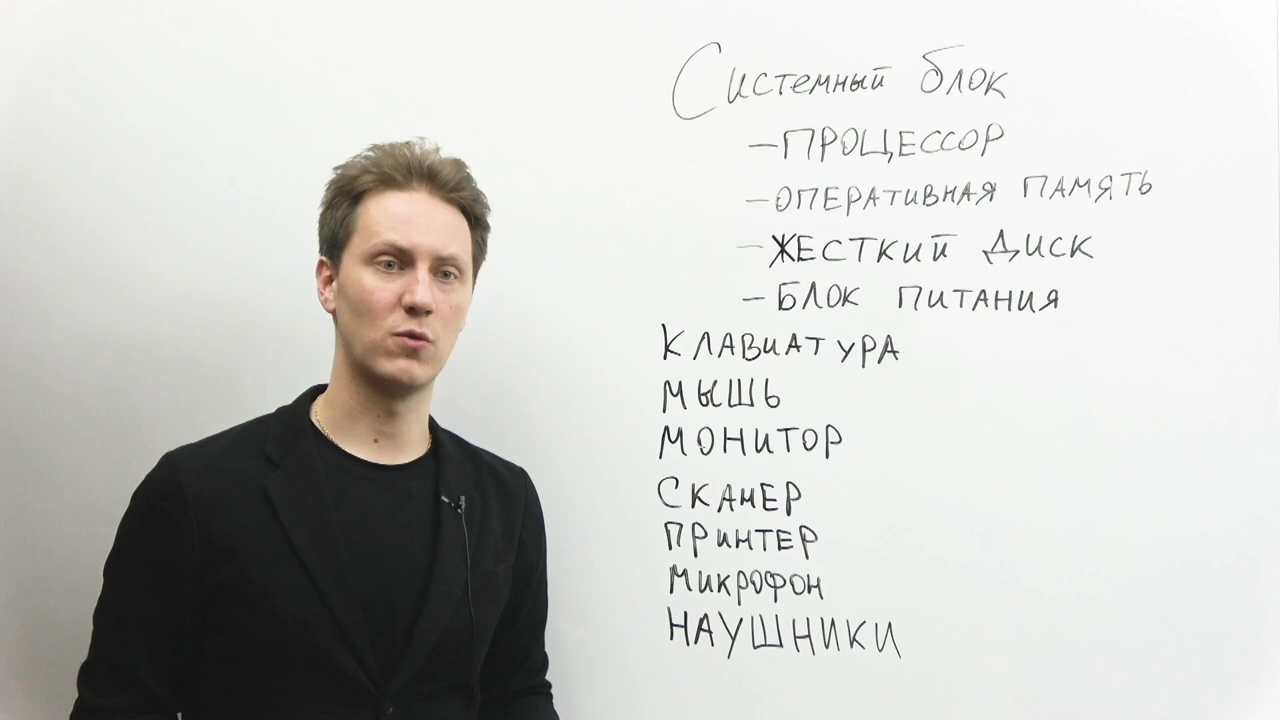 Системный блок
—ПРОЦЕССОР
—ОПЕРАТИВНАЯ ПАМЯТЬ
—ЖЕСТКИЙ ДИСК
—БЛОК ПИТАНИЯ
КЛАВИАТУРА
МЫШЬ
МОНИТОР
СКАНЕР
ПРИНТЕР
МИКРОФОН
НАУШНИКИ